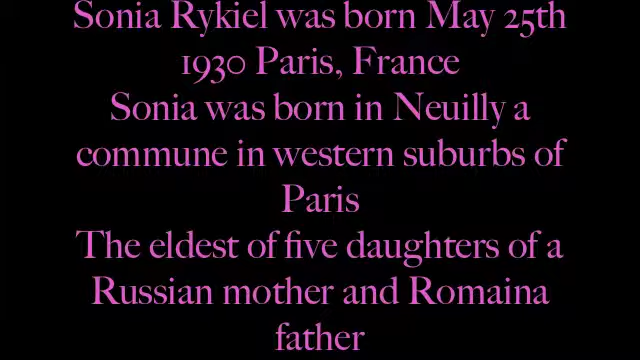 Sonia Rykiel was born May 25th
1930 Paris, France
Sonia was born in Neuilly a
commune in western suburbs of
Paris
The eldest of five daughters of a
Russian mother and Romaina
father